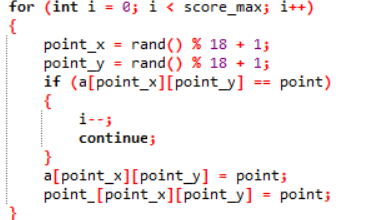 for (int i = 0; i < score_max; i++)
{
point_x = rand() % 18 + 1;
point_y = rand() % 18 + 1;
if (a[point_x][point_y] == point)
{
i--;
continue;
}
a[point_x][point_y] = point;
point_[point_x][point_y] = point;
}